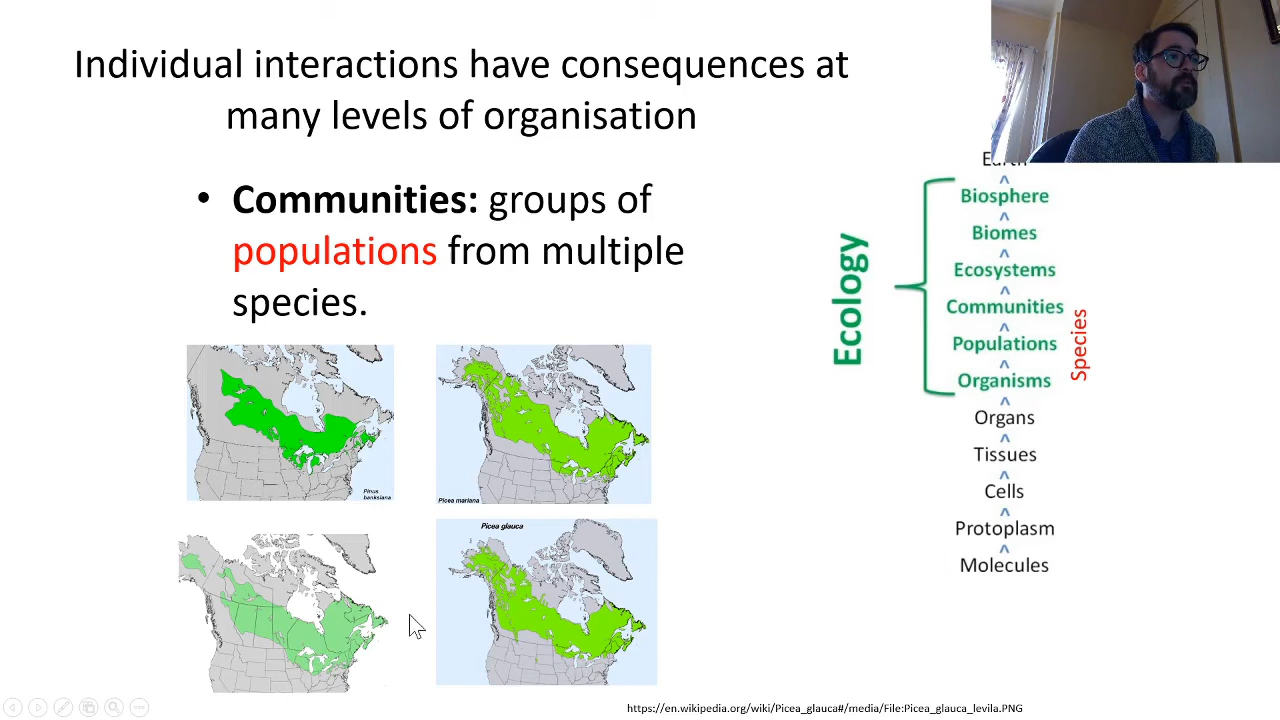 Individual interactions have consequences at
many levels of organisation
• Communities: groups of
populations from multiple
species.
Pinus
banksiana
Picea mariana
Picea glauca
Ecology
Earth
^
Biosphere
^
Biomes
^
Ecosystems
^
Communities
^
Populations
^
Organisms
^
Organs
^
Tissues
^
Cells
^
Protoplasm
^
Molecules
Species
https://en.wikipedia.org/wiki/Picea_glauca#/media/File:Picea_glauca_levila.PNG